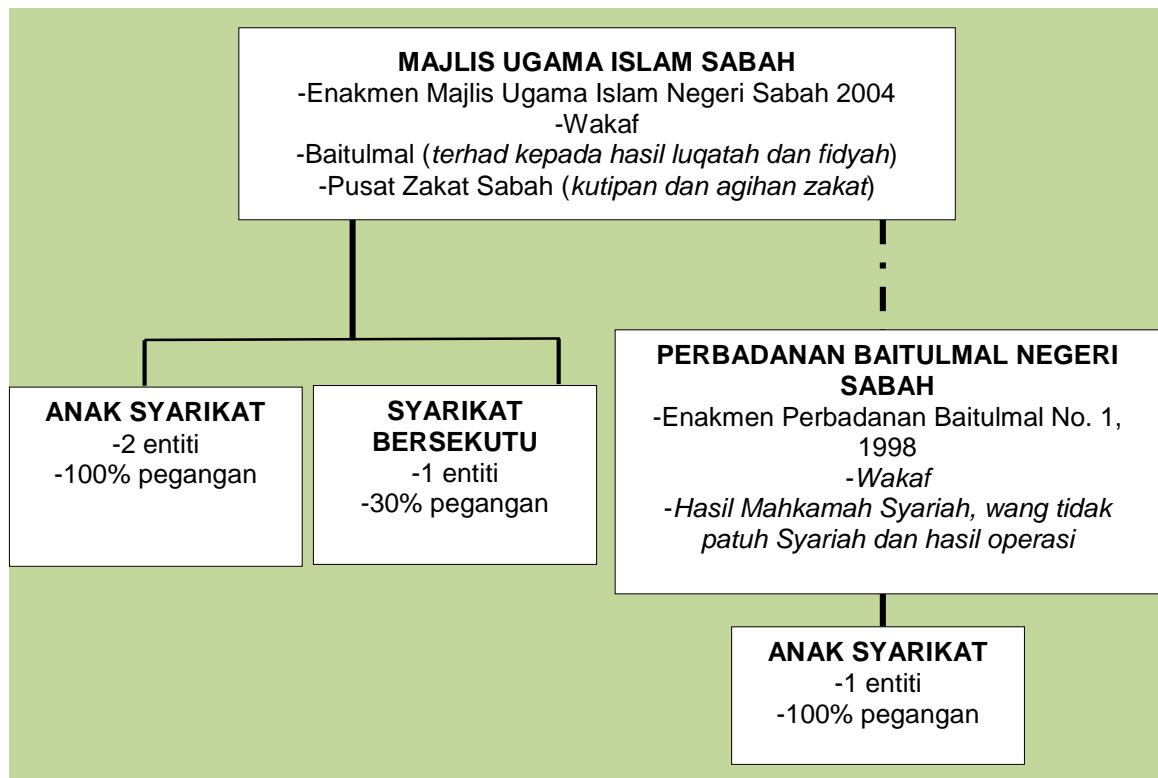 MAJLIS UGAMA ISLAM SABAH
-Enakmen Majlis Ugama Islam Negeri Sabah 2004
-Wakaf
-Baitulmal (terhad kepada hasil luqatah dan fidyah)
-Pusat Zakat Sabah (kutipan dan agihan zakat)
ANAK SYARIKAT
-2 entiti
-100% pegangan
SYARIKAT
BERSEKUTU
-1 entiti
-30% pegangan
PERBADANAN BAITULMAL NEGERI
SABAH
-Enakmen Perbadanan Baitulmal No. 1,
1998
-Wakaf
-Hasil Mahkamah Syariah, wang tidak
patuh Syariah dan hasil operasi
ANAK SYARIKAT
-1 entiti
-100% pegangan